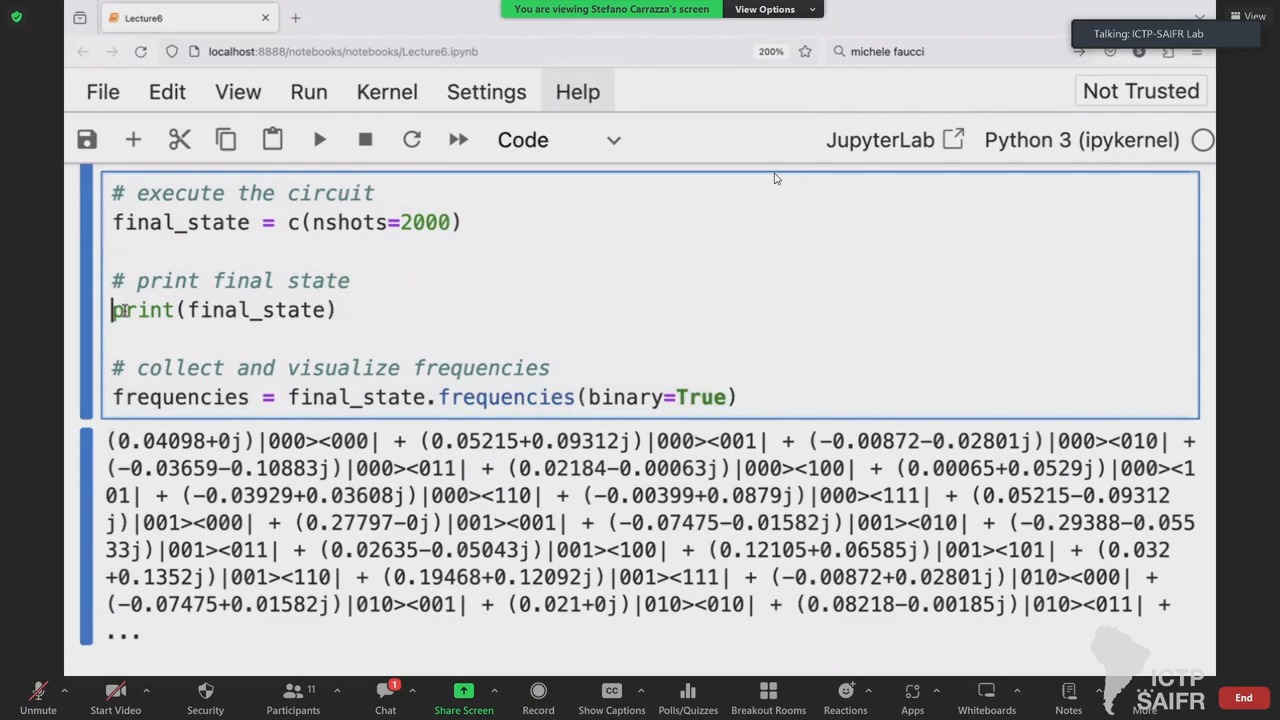 You are viewing Stefano Carrazza's screen
View Options
View
Lecture6
Talking: ICTP-SAIFR Lab
localhost:8888/notebooks/notebooks/Lecture6.ipynb
200%
michele faucci
File Edit View Run Kernel Settings Help
Not Trusted
Code
JupyterLab
Python 3 (ipykernel)
# execute the circuit
final_state = c(nshots=2000)
# print final state
print(final_state)
# collect and visualize frequencies
frequencies = final_state.frequencies(binary=True)
(0.04098+0j)|000><000| + (0.05215+0.09312j)|000><001| + (-0.00872-0.02801j)|000><010| +
(-0.03659-0.10883j)|000><011| + (0.02184-0.00063j)|000><100| + (0.00065+0.0529j)|000><1
01| + (-0.03929+0.03608j)|000><110| + (-0.00399+0.0879j)|000><111| + (0.05215-0.09312
j)|001><000| + (0.27797-0j)|001><001| + (-0.07475-0.01582j)|001><010| + (-0.29388-0.055
33j)|001><011| + (0.02635-0.05043j)|001><100| + (0.12105+0.06585j)|001><101| + (0.032
+0.1352j)|001><110| + (0.19468+0.12092j)|001><111| + (-0.00872+0.02801j)|010><000| +
(-0.07475+0.01582j)|010><001| + (0.021+0j)|010><010| + (0.08218-0.00185j)|010><011| +
...
ICTP
SAIFR
1
11
Unmute
Start Video
Security
Participants
Chat
Share Screen
Record
CC
Show Captions
Polls/Quizzes
Breakout Rooms
Reactions
Apps
Whiteboards
Notes
More
End